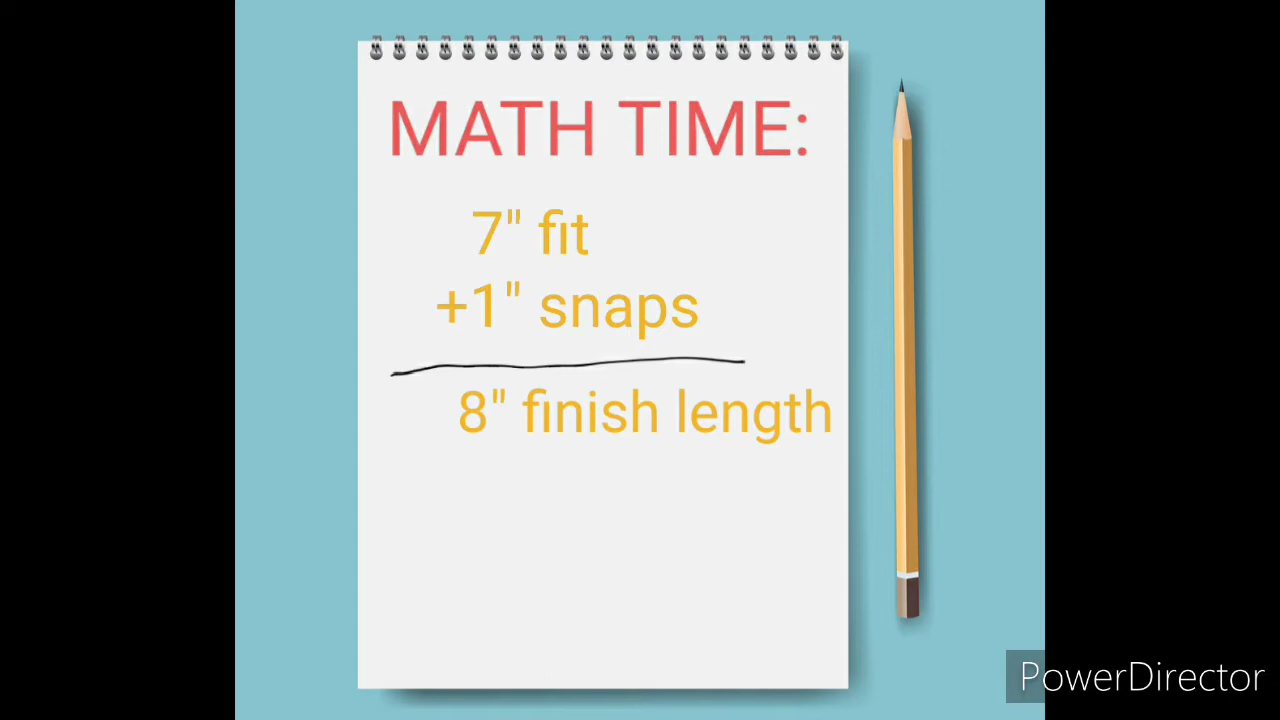 MATH TIME:
7" fit
+1" snaps
8" finish length
PowerDirector